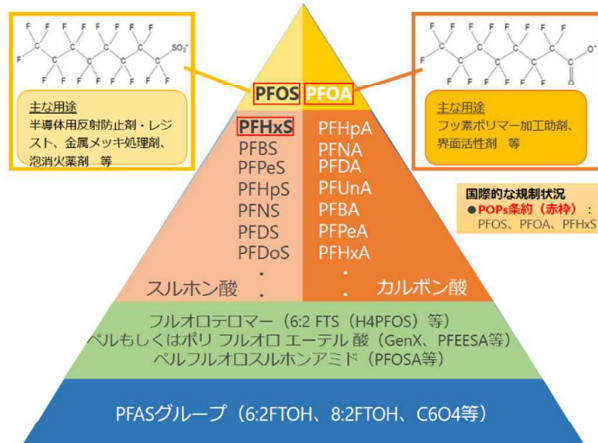 F F F F F F F F
SO₃⁻
F
F F F F F F F F F
主な用途
半導体用反射防止剤・レジ
スト、金属メッキ処理剤、
泡消火薬剤 等
F F F F F F F
O⁻
F
O
F F F F F F F
主な用途
フッ素ポリマー加工助剤、
界面活性剤 等
PFOS PFOA
PFHxS PFHpA
PFBS PFNA
PFPeS PFDA
PFHpS PFUnA
PFNS PFBA
PFDS PFPeA
PFDoS PFHxA
スルホン酸 カルボン酸
国際的な規制状況
●POPs条約(赤枠):
PFOS、PFOA、PFHxS
フルオロテロマー(6:2 FTS(H4PFOS)等)
ペルもしくはポリ フルオロ エーテル 酸(GenX、PFEESA等)
ペルフルオロスルホンアミド(PFOSA等)
PFASグループ(6:2FTOH、8:2FTOH、C6O4等)